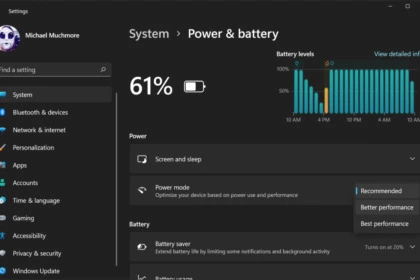 Settings
Michael Muchmore
System > Power & battery
Find a setting
Battery levels
View detailed info
61%
100%
50%
10 AM
4 PM
10 PM
12 AM
System
Bluetooth & devices
Network & internet
Personalization
Apps
Accounts
Time & language
Gaming
Accessibility
Privacy & security
Windows Update
Power
Screen and sleep
Power mode
Optimize your device based on power use and performance
Recommended
Better performance
Best performance
Battery
Battery saver
Extend battery life by limiting some notifications and background activity
Turns on at 20%
Battery usage